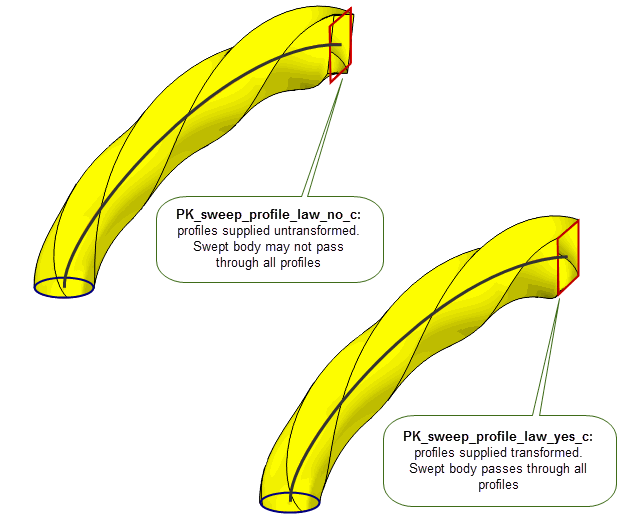 PK_sweep_profile_law_no_c:
profiles supplied untransformed.
Swept body may not pass
through all profiles
PK_sweep_profile_law_yes_c:
profiles supplied transformed.
Swept body passes through all
profiles